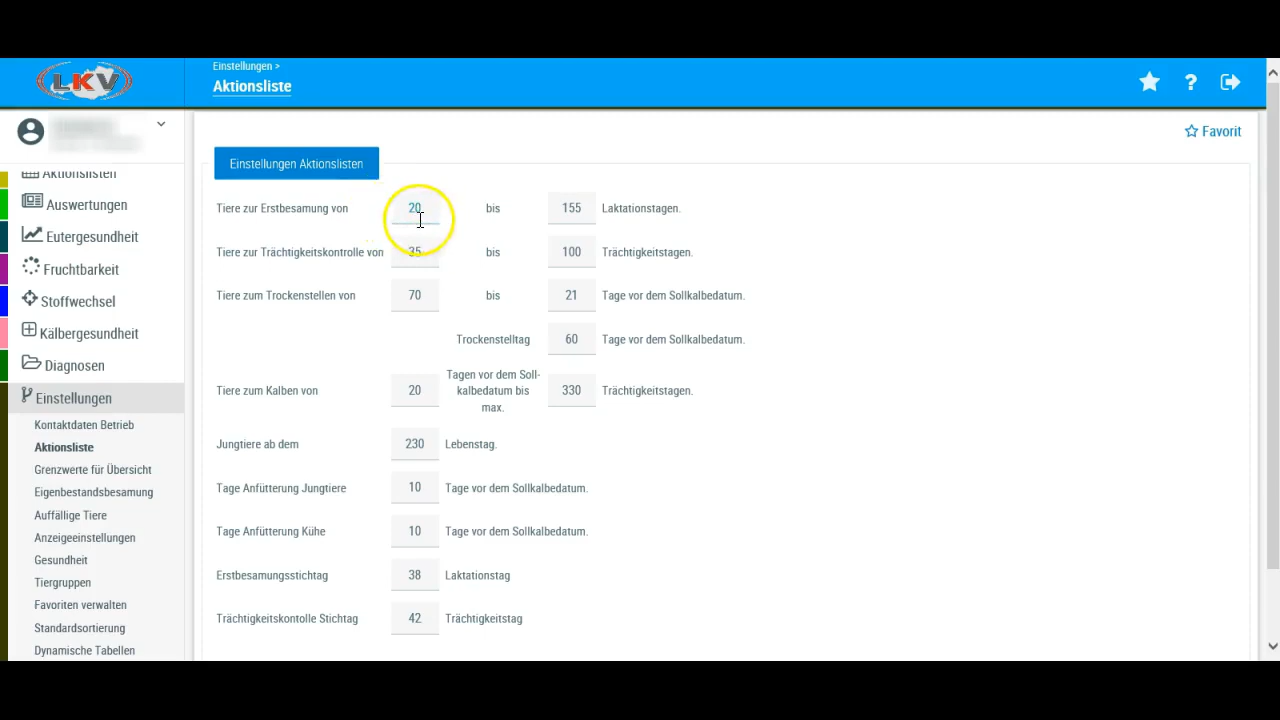 LKV
Einstellungen >
Aktionsliste
?
Favorit
Aktionslisten
Auswertungen
Eutergesundheit
Fruchtbarkeit
Stoffwechsel
Kälbergesundheit
Diagnosen
Einstellungen
Kontaktdaten Betrieb
Aktionsliste
Grenzwerte für Übersicht
Eigenbestandsbesamung
Auffällige Tiere
Anzeigeeinstellungen
Gesundheit
Tiergruppen
Favoriten verwalten
Standardsortierung
Dynamische Tabellen
Einstellungen Aktionslisten
Tiere zur Erstbesamung von 20 bis 155 Laktationstagen.
Tiere zur Trächtigkeitskontrolle von 35 bis 100 Trächtigkeitstagen.
Tiere zum Trockenstellen von 70 bis 21 Tage vor dem Sollkalbedatum.
Trockenstelltag 60 Tage vor dem Sollkalbedatum.
Tiere zum Kalben von 20 Tagen vor dem Soll-
kalbedatum bis 330 Trächtigkeitstagen.
max.
Jungtiere ab dem 230 Lebenstag.
Tage Anfütterung Jungtiere 10 Tage vor dem Sollkalbedatum.
Tage Anfütterung Kühe 10 Tage vor dem Sollkalbedatum.
Erstbesamungsstichtag 38 Laktationstag
Trächtigkeitskontolle Stichtag 42 Trächtigkeitstag